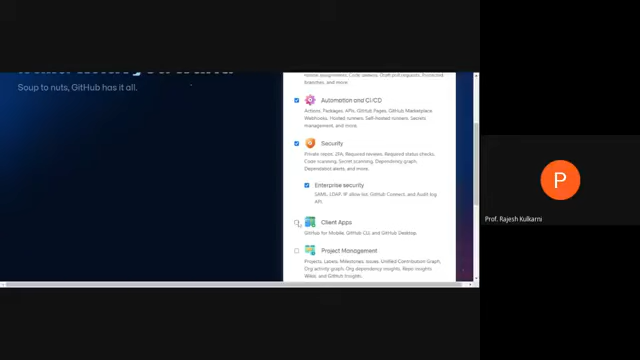 Soup to nuts, GitHub has it all.
branches, and more
Automation and CI/CD
Actions, Packages, APIs, GitHub Pages, GitHub Marketplace
Webhooks, Hosted runners, Self-hosted runners, Secrets
management, and more.
Security
Private repos, 2FA, Required reviews, Required status checks,
Code scanning, Secret scanning, Dependency graph,
Dependabot alerts, and more.
Enterprise security
SAML, LDAP, IP allow list, GitHub Connect, and Audit log
API.
Client Apps
GitHub for Mobile, GitHub CLI, and GitHub Desktop.
Project Management
Projects, Labels, Milestones, Issues, Unified Contribution Graph,
Org activity graph, Org dependency insights, Repo insights
Wikis, and GitHub Insights.
P
Prof. Rajesh Kulkarni